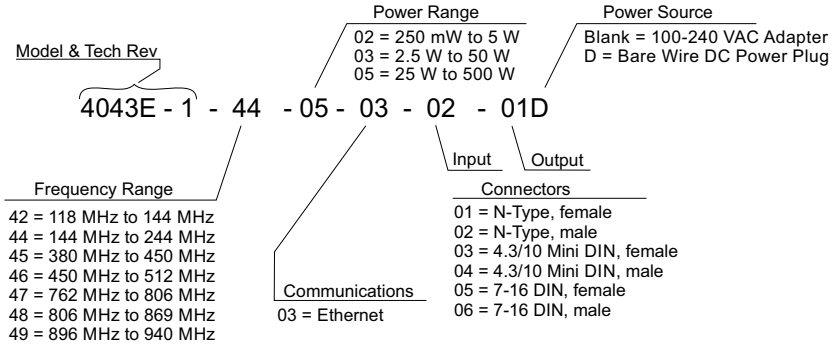 Power Range
02 = 250 mW to 5 W
03 = 2.5 W to 50 W
05 = 25 W to 500 W
Power Source
Blank = 100-240 VAC Adapter
D = Bare Wire DC Power Plug
Model & Tech Rev
4043E - 1 - 44 - 05 - 03 - 02 - 01D
Input
Output
Frequency Range
42 = 118 MHz to 144 MHz
44 = 144 MHz to 244 MHz
45 = 380 MHz to 450 MHz
46 = 450 MHz to 512 MHz
47 = 762 MHz to 806 MHz
48 = 806 MHz to 869 MHz
49 = 896 MHz to 940 MHz
Communications
03 = Ethernet
Connectors
01 = N-Type, female
02 = N-Type, male
03 = 4.3/10 Mini DIN, female
04 = 4.3/10 Mini DIN, male
05 = 7-16 DIN, female
06 = 7-16 DIN, male